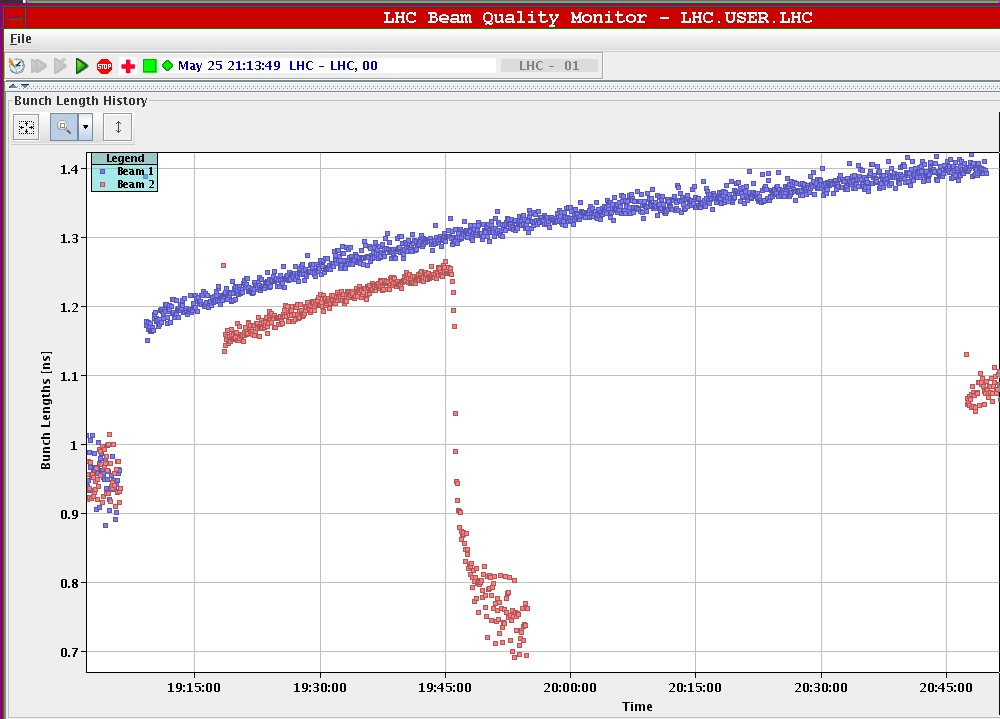 LHC Beam Quality Monitor - LHC.USER.LHC
File
STOP May 25 21:13:49 LHC - LHC, 00 LHC - 01
Bunch Length History
Legend
Beam 1
Beam 2
1.4
1.3
1.2
1.1
1
0.9
0.8
0.7
Bunch Lengths [ns]
19:15:00 19:30:00 19:45:00 20:00:00 20:15:00 20:30:00 20:45:00
Time